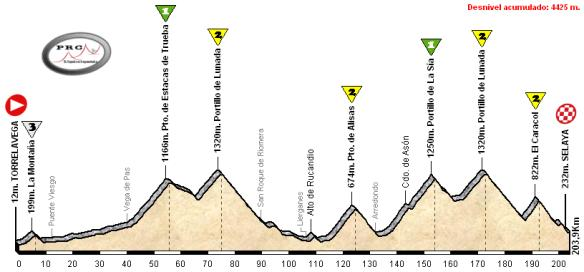 Desnivel acumulado: 4425 m.
PRC
1
2
3
2
1
2
2
12m. TORRELAVEGA
199m. La Montaña
Puente Viesgo
Vega de Pas
1166m. Pto. de Estacas de Trueba
1320m. Portillo de Lunada
San Roque de Riomera
Lierganes
Alto de Rucandio
674m. Pto. de Alisas
Arredondo
Cdo. de Asón
1250m. Portillo de La Sía
1320m. Portillo de Lunada
822m. El Caracol
232m. SELAYA
0 10 20 30 40 50 60 70 80 90 100 110 120 130 140 150 160 170 180 190 200
203,9Km